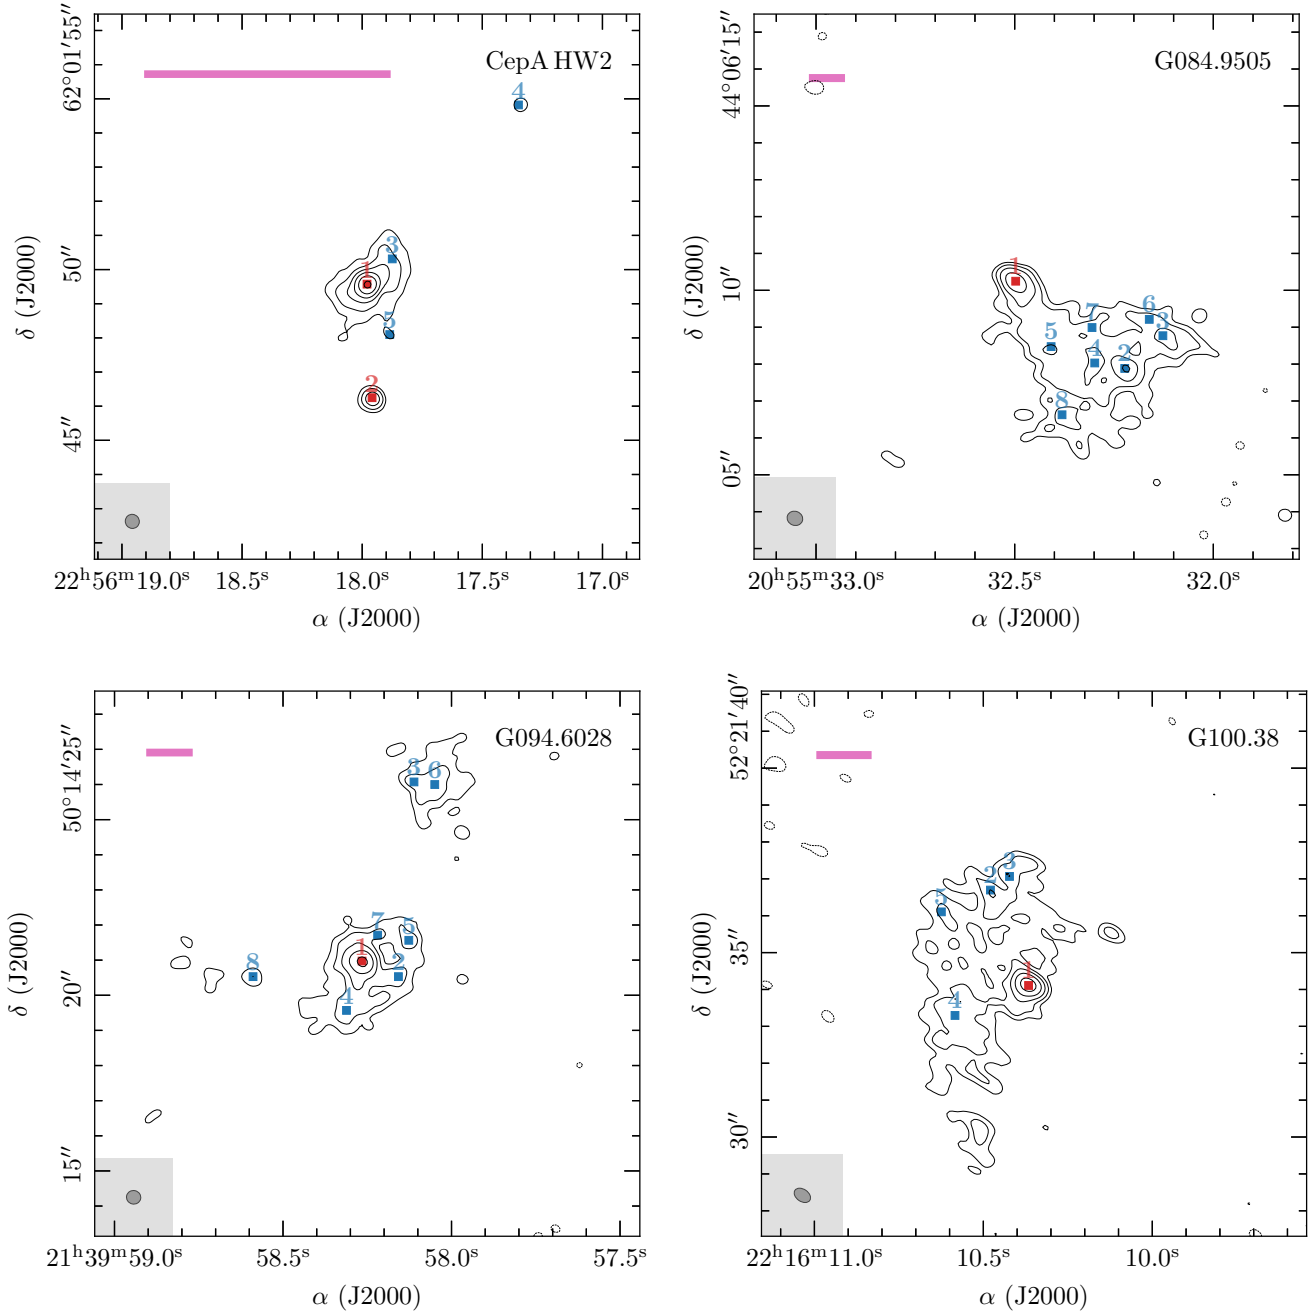 CepA HW2
62°01′55″
50″
45″
δ (J2000)
4
3
1
5
2
22ʰ56ᵐ19.0ˢ 18.5ˢ 18.0ˢ 17.5ˢ 17.0ˢ
α (J2000)
G084.9505
44°06′15″
10″
05″
δ (J2000)
1
6
7
3
5
4
2
8
20ʰ55ᵐ33.0ˢ 32.5ˢ 32.0ˢ
α (J2000)
G094.6028
50°14′25″
20″
15″
δ (J2000)
3 6
7
5
1
2
8
4
21ʰ39ᵐ59.0ˢ 58.5ˢ 58.0ˢ 57.5ˢ
α (J2000)
G100.38
52°21′40″
35″
30″
δ (J2000)
3
2
5
1
4
22ʰ16ᵐ11.0ˢ 10.5ˢ 10.0ˢ
α (J2000)